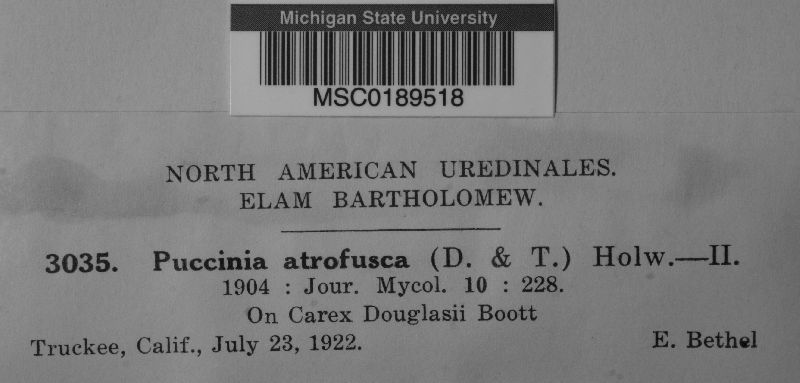 Michigan State University
MSC0189518
NORTH AMERICAN UREDINALES.
ELAM BARTHOLOMEW.
3035. Puccinia atrofusca (D. & T.) Holw.—II.
1904 : Jour. Mycol. 10 : 228.
On Carex Douglasii Boott
Truckee, Calif., July 23, 1922. E. Bethel